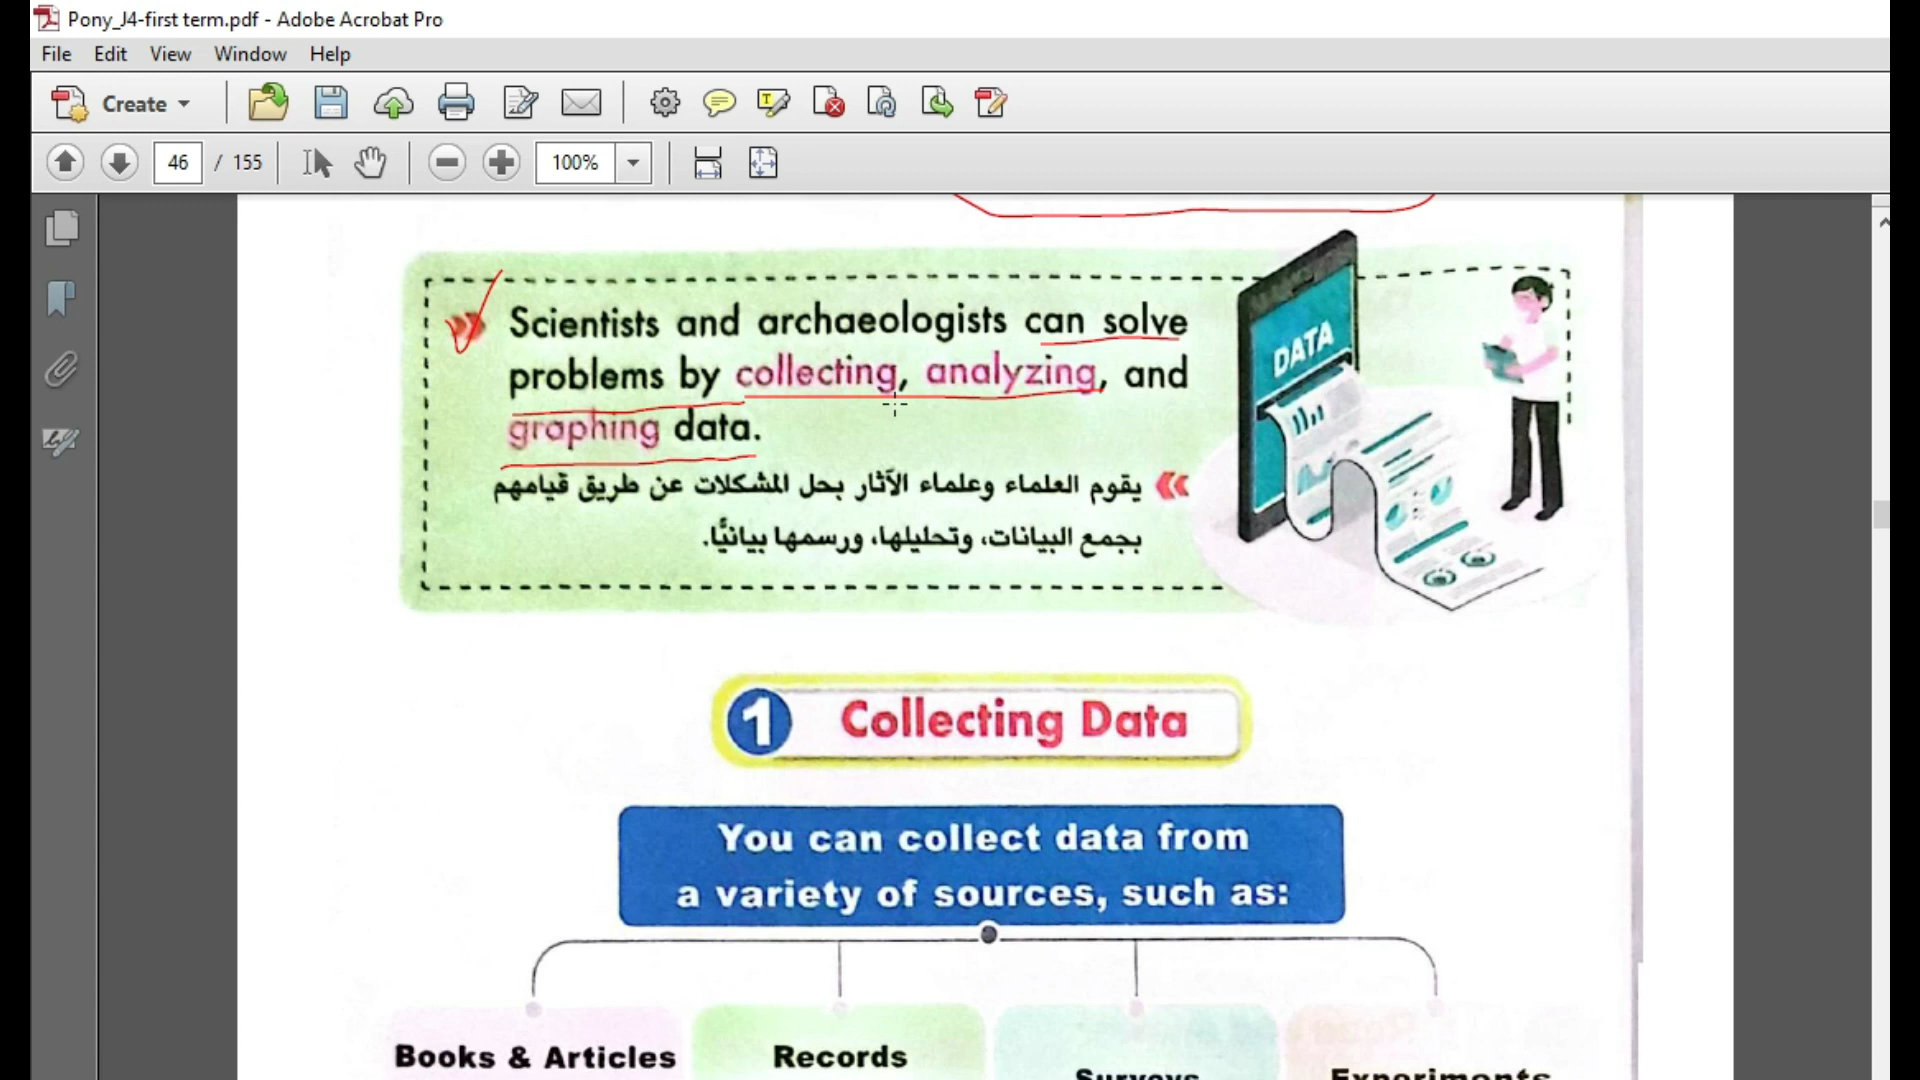 Pony_J4-first term.pdf - Adobe Acrobat Pro
File Edit View Window Help
Create
46 / 155 100%
Scientists and archaeologists can solve
problems by collecting, analyzing, and
graphing data.
يقوم العلماء وعلماء الآثار بحل المشكلات عن طريق قيامهم
بجمع البيانات، وتحليلها، ورسمها بيانيًّا.
DATA
1 Collecting Data
You can collect data from
a variety of sources, such as:
Books & Articles Records Surveys Experiments